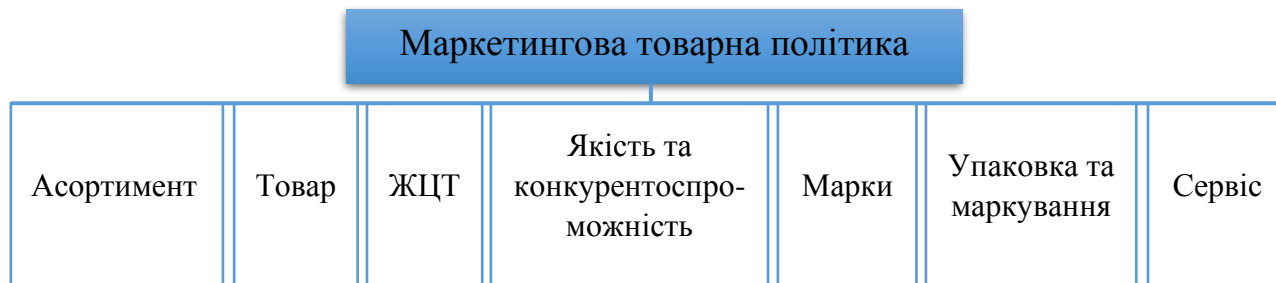 Маркетингова товарна політика
Асортимент
Товар
ЖЦТ
Якість та
конкурентоспро-
можність
Марки
Упаковка та
маркування
Сервіс